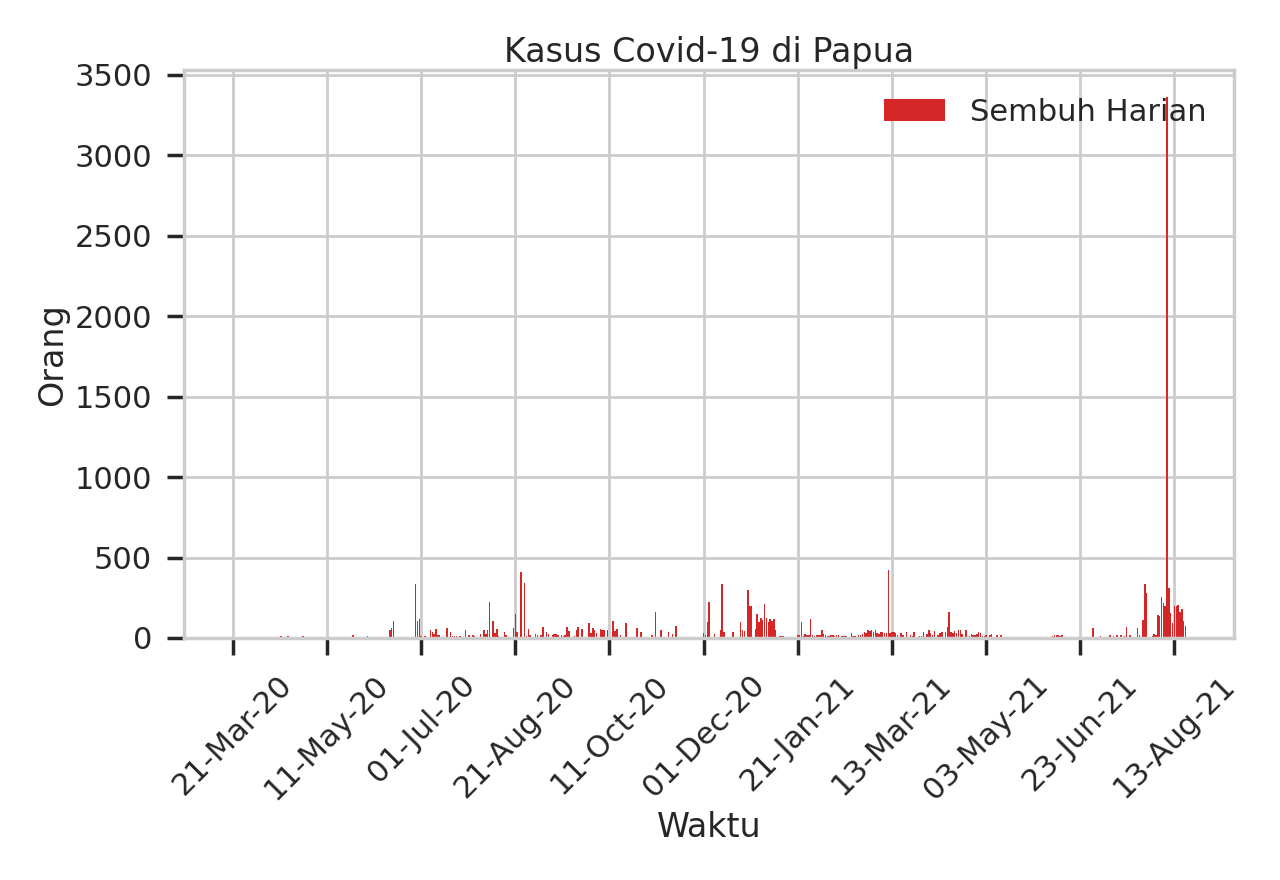 Kasus Covid-19 di Papua
Sembuh Harian
Orang
3500
3000
2500
2000
1500
1000
500
0
21-Mar-20
11-May-20
01-Jul-20
21-Aug-20
11-Oct-20
01-Dec-20
21-Jan-21
13-Mar-21
03-May-21
23-Jun-21
13-Aug-21
Waktu